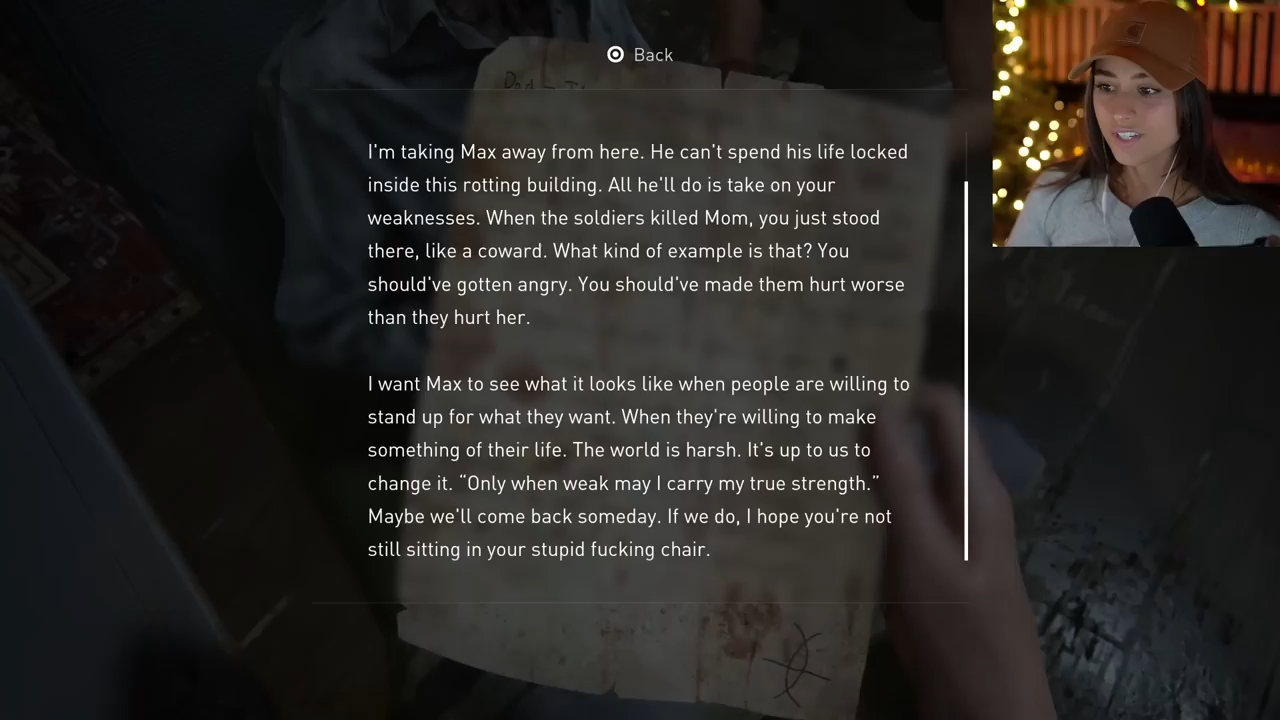 Back
I'm taking Max away from here. He can't spend his life locked
inside this rotting building. All he'll do is take on your
weaknesses. When the soldiers killed Mom, you just stood
there, like a coward. What kind of example is that? You
should've gotten angry. You should've made them hurt worse
than they hurt her.
I want Max to see what it looks like when people are willing to
stand up for what they want. When they're willing to make
something of their life. The world is harsh. It's up to us to
change it. “Only when weak may I carry my true strength.”
Maybe we'll come back someday. If we do, I hope you're not
still sitting in your stupid fucking chair.